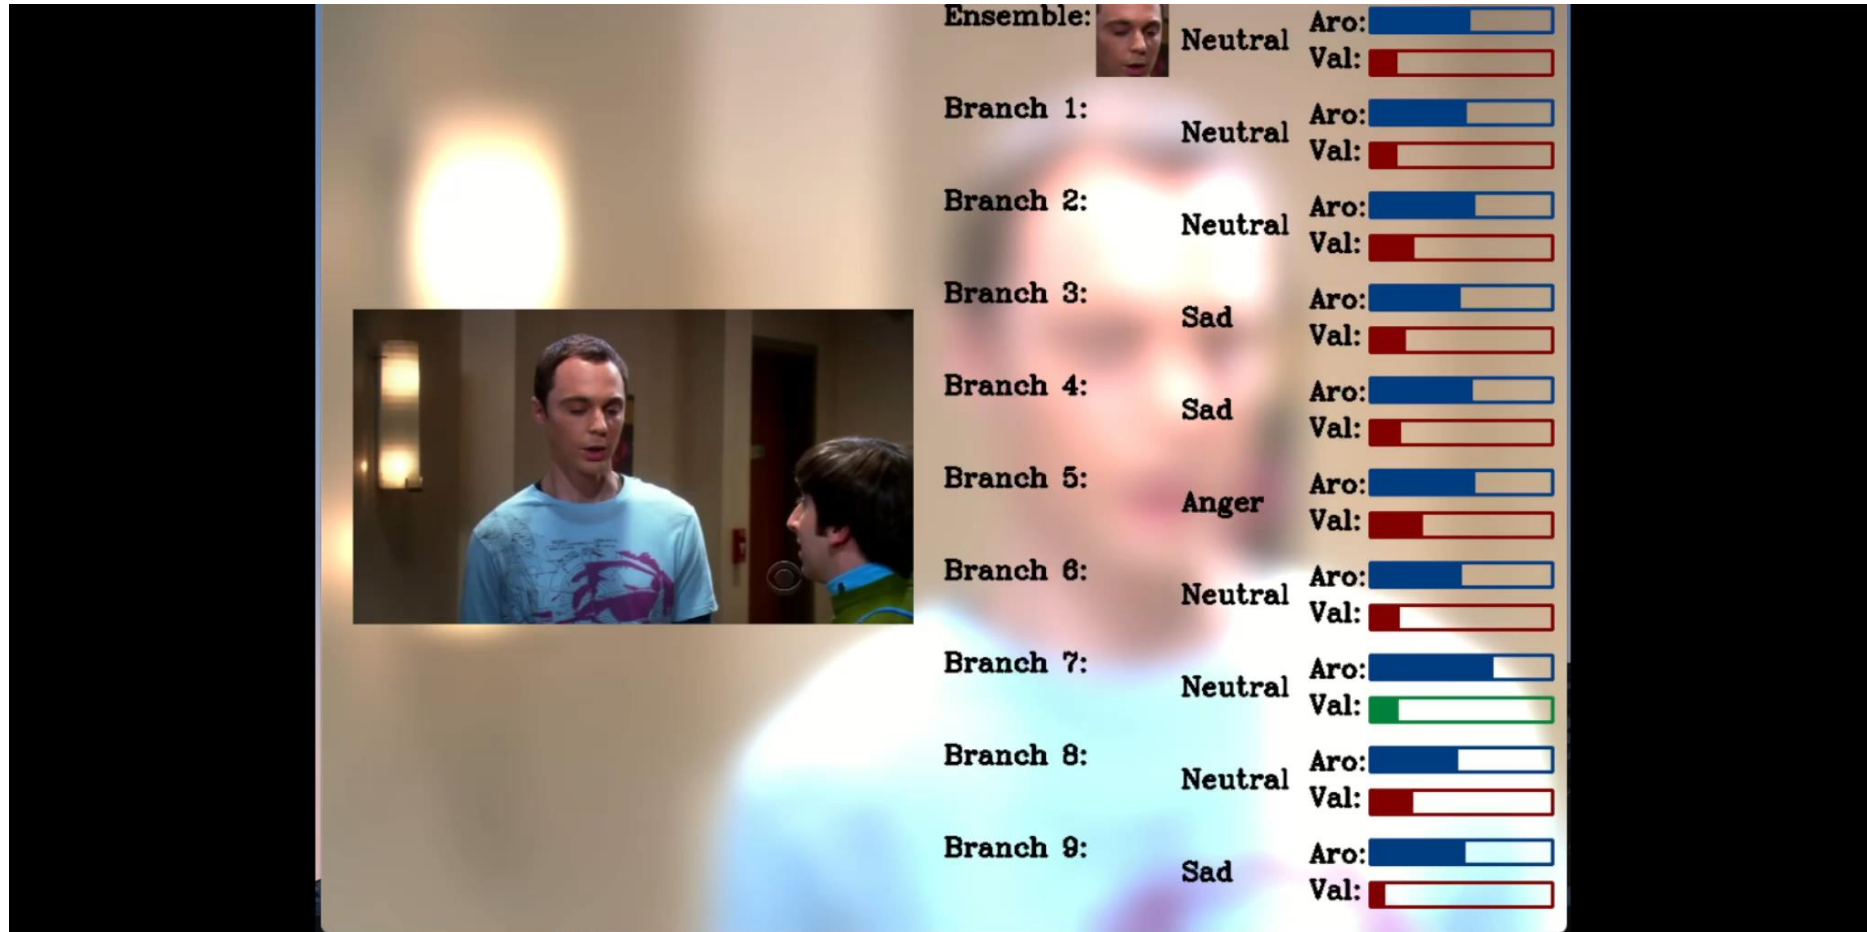 Ensemble: Neutral Aro:
Val:
Branch 1: Neutral Aro:
Val:
Branch 2: Neutral Aro:
Val:
Branch 3: Sad Aro:
Val:
Branch 4: Sad Aro:
Val:
Branch 5: Anger Aro:
Val:
Branch 6: Neutral Aro:
Val:
Branch 7: Neutral Aro:
Val:
Branch 8: Neutral Aro:
Val:
Branch 9: Sad Aro:
Val: